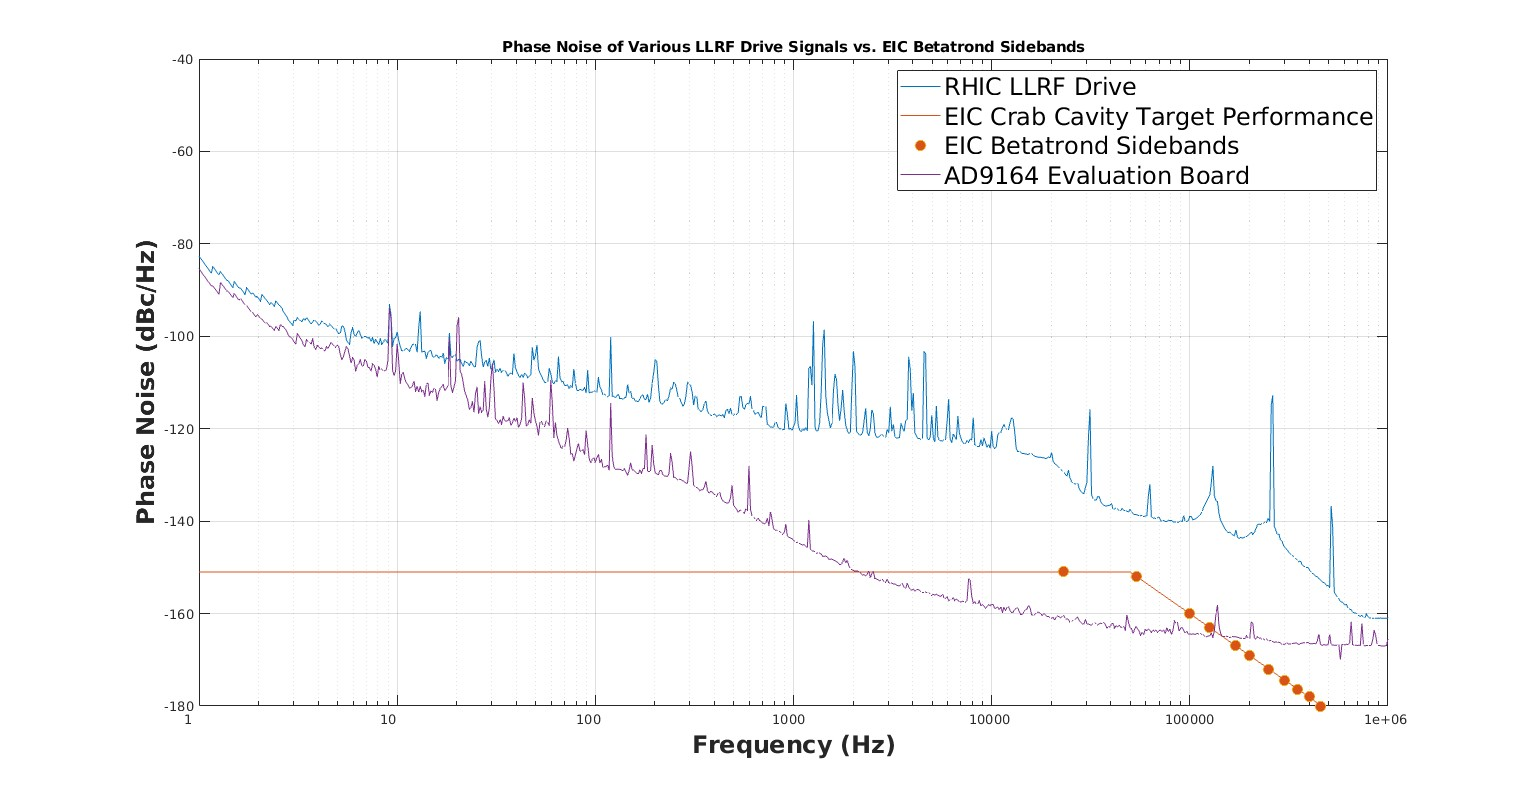 Phase Noise of Various LLRF Drive Signals vs. EIC Betatrond Sidebands
RHIC LLRF Drive
EIC Crab Cavity Target Performance
EIC Betatrond Sidebands
AD9164 Evaluation Board
Phase Noise (dBc/Hz)
-40
-60
-80
-100
-120
-140
-160
-180
1 10 100 1000 10000 100000 1e+06
Frequency (Hz)